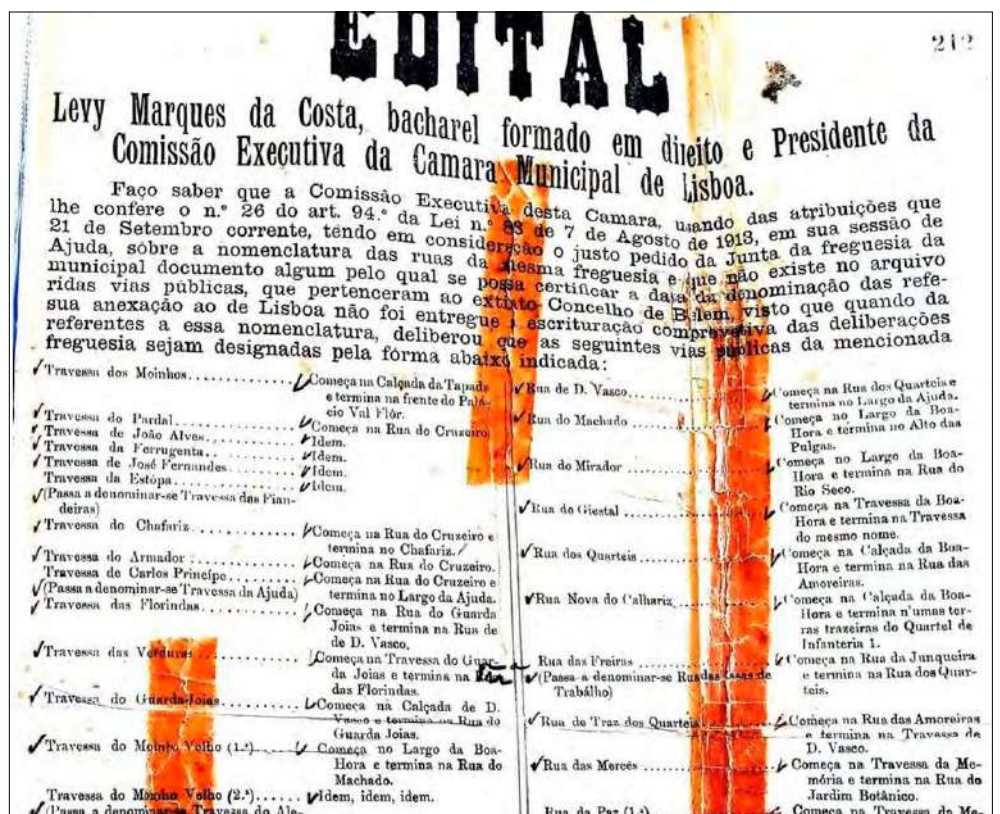 EDITAL
212
Levy Marques da Costa, bacharel formado em direito e Presidente da
Comissão Executiva da Camara Municipal de Lisboa.
Faço saber que a Comissão Executiva desta Camara, usando das atribuições que
lhe confere o n.º 26 do art. 94.º da Lei n.º 88 de 7 de Agosto de 1913, em sua sessão de
21 de Setembro corrente, tendo em consideração o justo pedido da Junta da freguesia da
Ajuda, sôbre a nomenclatura das ruas da mesma freguesia e que não existe no arquivo
municipal documento algum pelo qual se possa certificar a data da denominação das refe-
ridas vias públicas, que pertenceram ao extinto Concelho de Belem, visto que quando da
sua anexação ao de Lisboa não foi entregue a escrituração comprovativa das deliberações
referentes a essa nomenclatura, deliberou que as seguintes vias públicas da mencionada
freguesia sejam designadas pela fórma abaixo indicada:
Travessa dos Moinhos.............. Começa na Calçada da Tapada
e termina na frente do Palá-
cio Val Flôr.
Travessa do Pardal.............. Começa na Rua do Cruzeiro
Travessa de João Alves.......... Idem.
Travessa da Ferrugenta.......... Idem.
Travessa de José Fernandes....... Idem.
Travessa da Estôpa.............. Idem.
(Passa a denominar-se Travessa das Fian-
deiras)
Travessa do Chafariz............ Começa na Rua do Cruzeiro e
termina no Chafariz.
Travessa do Armador............ Começa na Rua do Cruzeiro.
Travessa de Carlos Principe....... Começa na Rua do Cruzeiro e
(Passa a denominar-se Travessa da Ajuda) termina no Largo da Ajuda.
Travessa das Florindas........... Começa na Rua do Guarda
Joias e termina na Rua de
de D. Vasco.
Travessa das Verduras........... Começa na Travessa do Guar-
da Joias e termina na
das Florindas.
Travessa do Guarda-Joias......... Começa na Calçada de D.
Vasco e termina na Rua do
Guarda Joias.
Travessa do Moinho Velho (1.ª)..... Começa no Largo da Boa-
Hora e termina na Rua do
Machado.
Travessa do Moinho Velho (2.ª)...... Idem, idem, idem.
(Passa a denominar-se Travessa do Ale-
Rua de D. Vasco................ Começa na Rua dos Quarteis e
termina no Largo da Ajuda.
Rua do Machado................ Começa no Largo da Boa-
Hora e termina no Alto das
Pulgas.
Rua do Mirador................ Começa no Largo da Boa-
Hora e termina na Rua do
Rio Seco.
Rua do Giestal................. Começa na Travessa da Boa-
Hora e termina na Travessa
do mesmo nome.
Rua dos Quarteis............... Começa na Calçada da Boa-
Hora e termina na Rua das
Amoreiras.
Rua Nova do Calhariz........... Começa na Calçada da Boa-
Hora e termina n'umas ter-
ras trazeiras do Quartel de
Infanteria 1.
Rua das Freiras................ Começa na Rua da Junqueira
(Passa a denominar-se Rua das Casas de e termina na Rua dos Quar-
Trabálho) teis.
Rua de Traz dos Quarteis......... Começa na Rua das Amoreiras
e termina na Travessa de
D. Vasco.
Rua das Mercês................ Começa na Travessa da Me-
mória e termina na Rua do
Jardim Botânico.
Rua da Paz (1.ª)................ Começa na Travessa da Me-